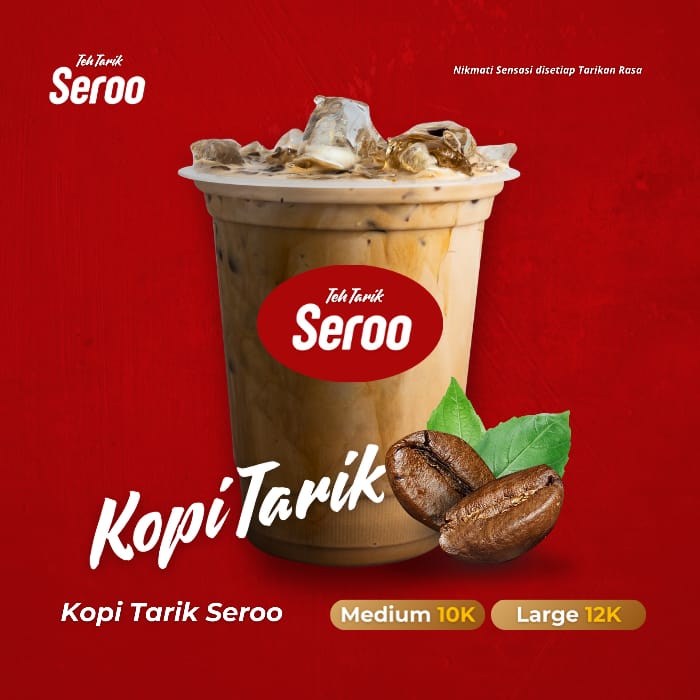 Teh Tarik
Seroo
Nikmati Sensasi disetiap Tarikan Rasa
Teh Tarik
Seroo
Kopi Tarik
Kopi Tarik Seroo
Medium 10K
Large 12K